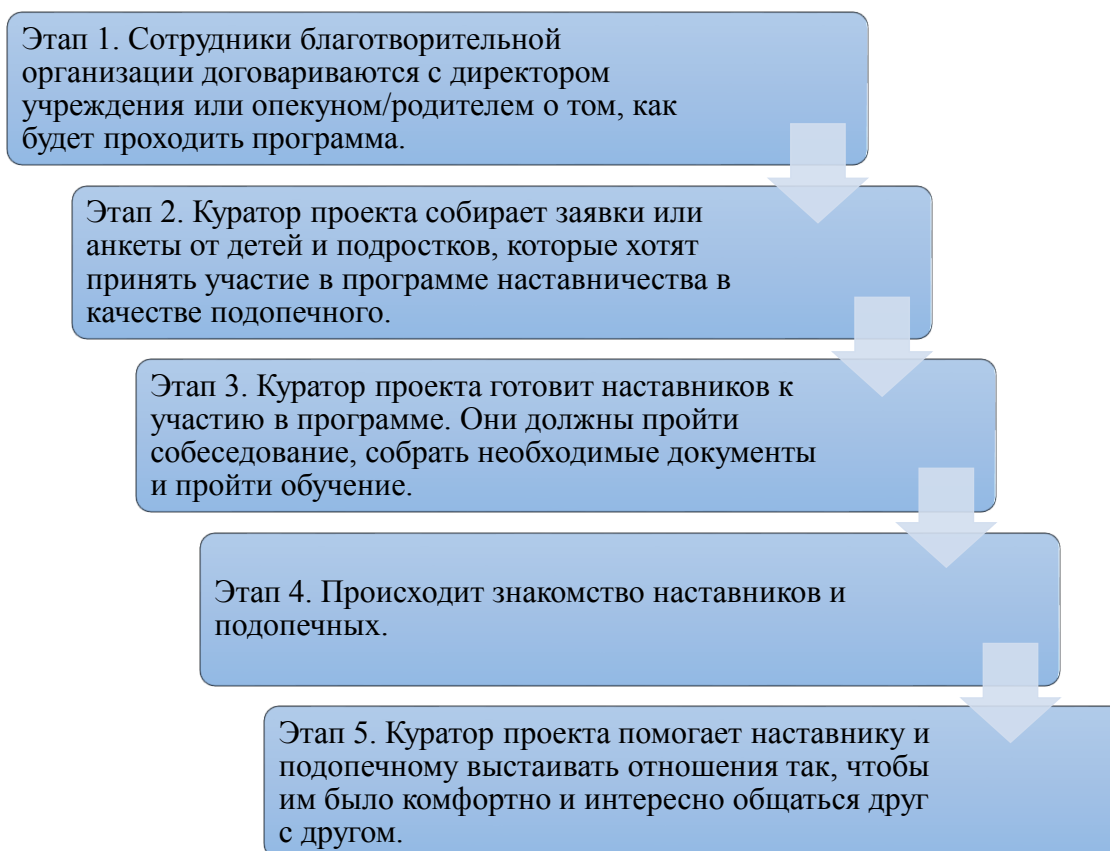 Этап 1. Сотрудники благотворительной
организации договариваются с директором
учреждения или опекуном/родителем о том, как
будет проходить программа.
Этап 2. Куратор проекта собирает заявки или
анкеты от детей и подростков, которые хотят
принять участие в программе наставничества в
качестве подопечного.
Этап 3. Куратор проекта готовит наставников к
участию в программе. Они должны пройти
собеседование, собрать необходимые документы
и пройти обучение.
Этап 4. Происходит знакомство наставников и
подопечных.
Этап 5. Куратор проекта помогает наставнику и
подопечному выстаивать отношения так, чтобы
им было комфортно и интересно общаться друг
с другом.